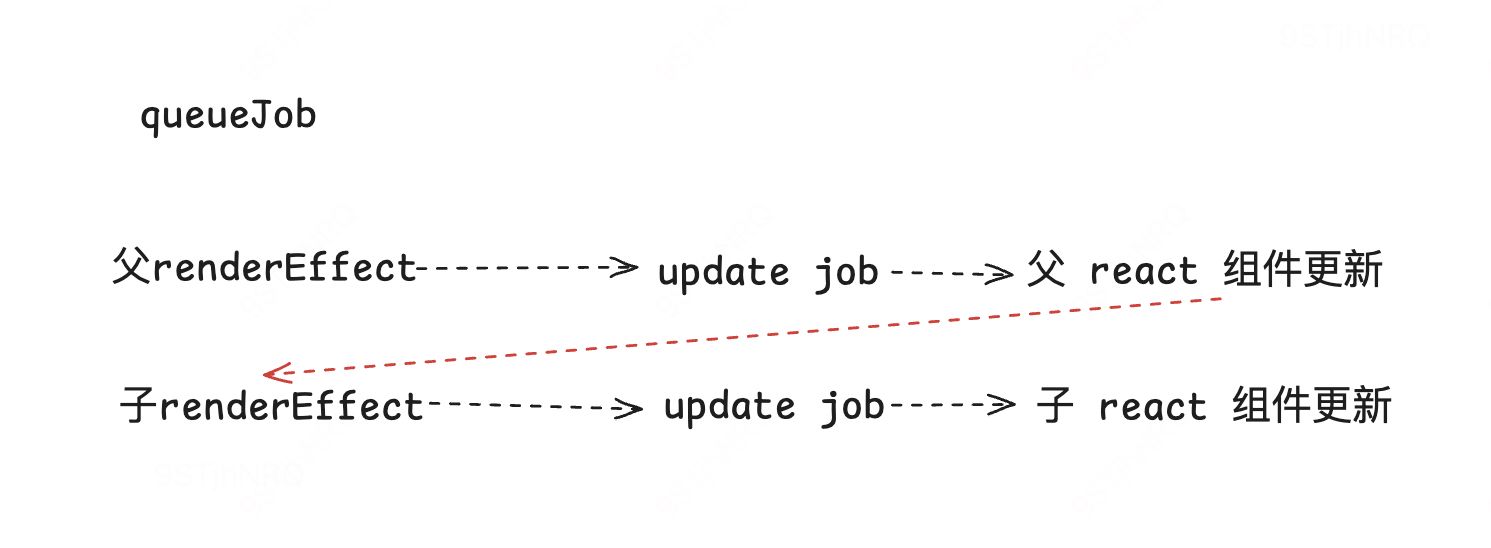 queueJob
父renderEffect update job 父 react 组件更新
子renderEffect update job 子 react 组件更新